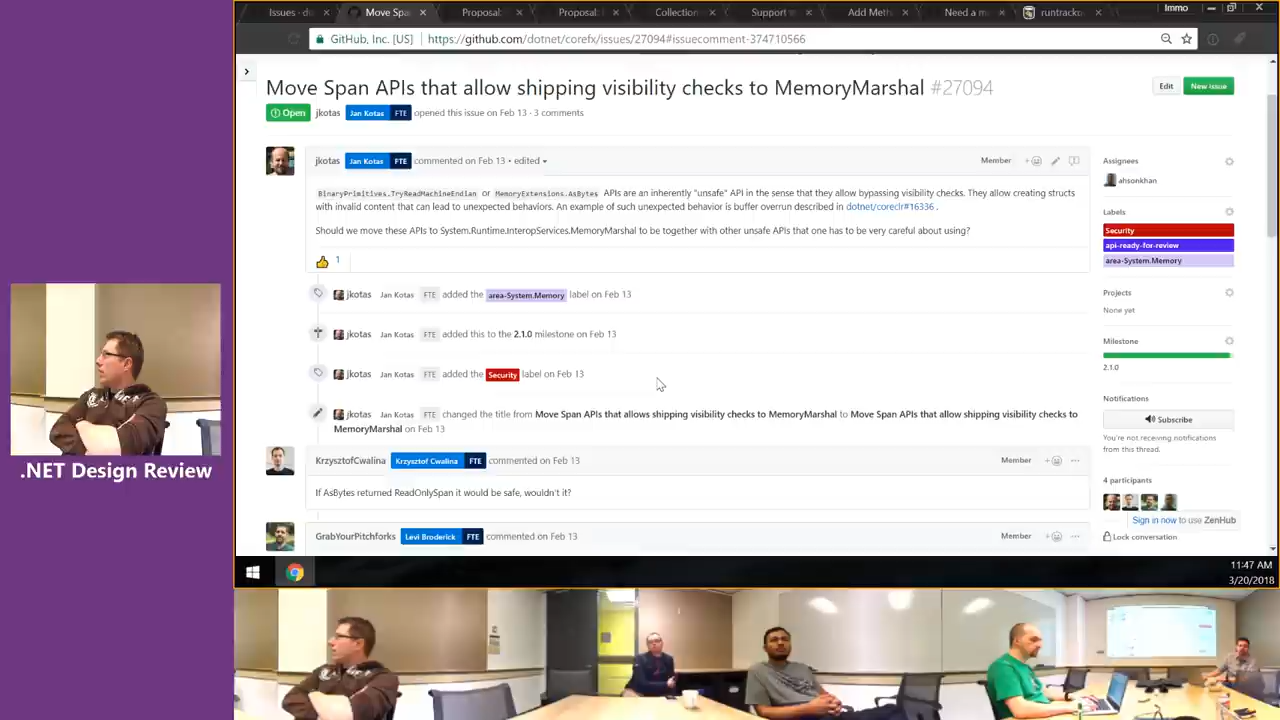 Issues · d
Move Spa
Proposal:
Proposal:
Collection
Support
Add Meth
Need a m
runtracko
Immo
GitHub, Inc. [US]
https://github.com/dotnet/corefx/issues/27094#issuecomment-374710566
Move Span APIs that allow shipping visibility checks to MemoryMarshal #27094
Edit
New issue
Open
jkotas Jan Kotas FTE opened this issue on Feb 13 · 3 comments
jkotas Jan Kotas FTE commented on Feb 13 • edited
Member
BinaryPrimitives.TryReadMachineEndian or MemoryExtensions.AsBytes APIs are an inherently "unsafe" API in the sense that they allow bypassing visibility checks. They allow creating structs
with invalid content that can lead to unexpected behaviors. An example of such unexpected behavior is buffer overrun described in dotnet/coreclr#16336 .
Should we move these APIs to System.Runtime.InteropServices.MemoryMarshal to be together with other unsafe APIs that one has to be very careful about using?
1
jkotas Jan Kotas FTE added the area-System.Memory label on Feb 13
jkotas Jan Kotas FTE added this to the 2.1.0 milestone on Feb 13
jkotas Jan Kotas FTE added the Security label on Feb 13
jkotas Jan Kotas FTE changed the title from Move Span APIs that allows shipping visibility checks to MemoryMarshal to Move Span APIs that allow shipping visibility checks to
MemoryMarshal on Feb 13
KrzysztofCwalina Krzysztof Cwalina FTE commented on Feb 13
Member
If AsBytes returned ReadOnlySpan it would be safe, wouldn't it?
GrabYourPitchforks Levi Broderick FTE commented on Feb 13
Member
Assignees
ahsonkhan
Labels
Security
api-ready-for-review
area-System.Memory
Projects
None yet
Milestone
2.1.0
Notifications
Subscribe
You're not receiving notifications
from this thread.
4 participants
Sign in now to use ZenHub
Lock conversation
11:47 AM
3/20/2018
.NET Design Review